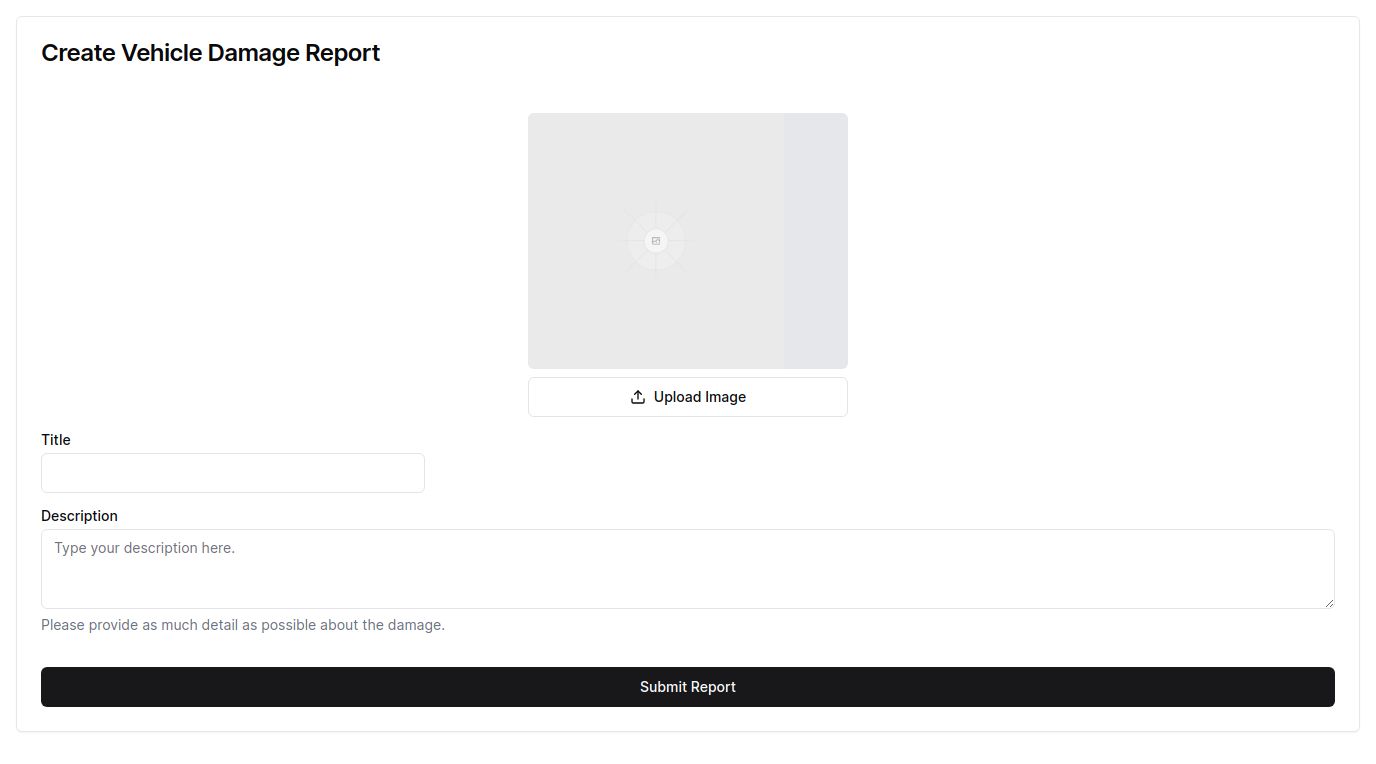 Create Vehicle Damage Report
Upload Image
Title
Description
Type your description here.
Please provide as much detail as possible about the damage.
Submit Report